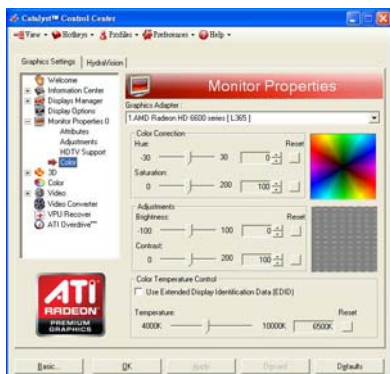 Catalyst™ Control Center
View Hotkeys Profiles Preferences Help
Graphics Settings HydraVision
Welcome
Information Center
Displays Manager
Display Options
Monitor Properties 0
Attributes
Adjustments
HDTV Support
Color
3D
Color
Video
Video Converter
VPU Recover
ATI Overdrive™
ATI
RADEON
PREMIUM
GRAPHICS
Monitor Properties
Graphics Adapter:
1.AMD Radeon HD 6600 series [ L365 ]
Color Correction
Hue: Reset
-30 30 0
Saturation:
0 200 100
Adjustments
Brightness: Reset
-100 100 0
Contrast:
0 200 100
Color Temperature Control
Use Extended Display Identification Data (EDID)
Temperature: Reset
4000K 10000K 6500K
Basic... OK Apply Discard Defaults